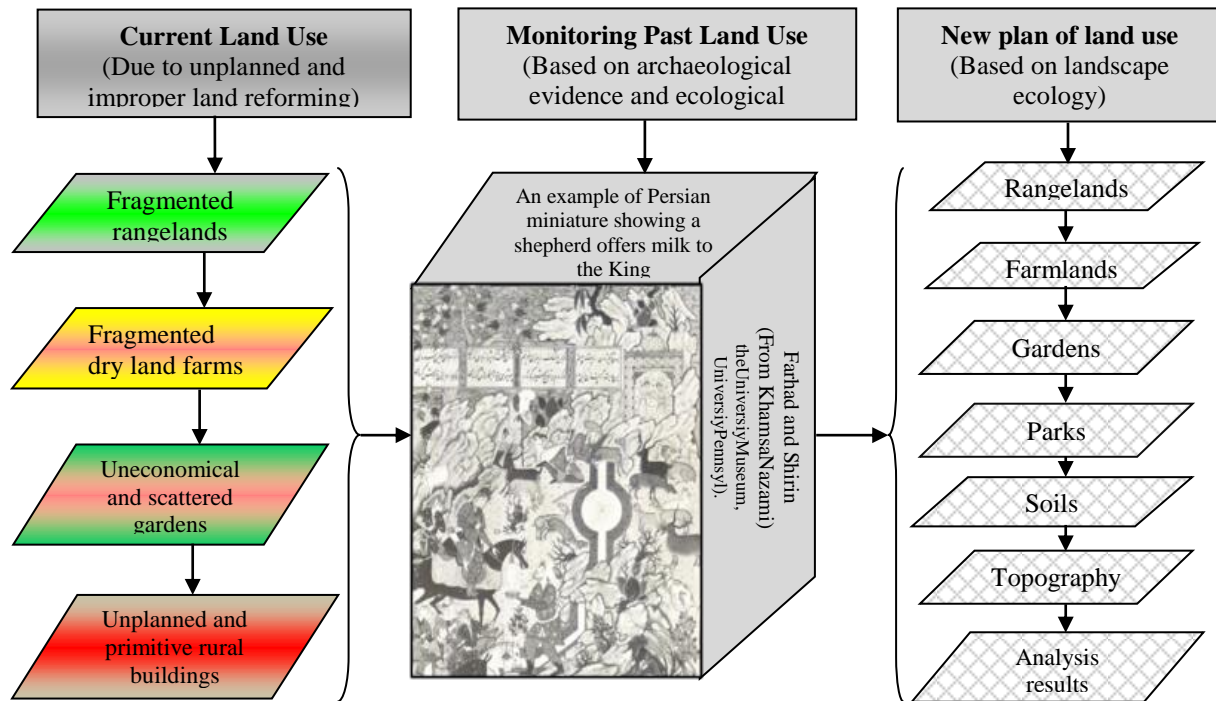 Current Land Use
(Due to unplanned and
improper land reforming)
Fragmented
rangelands
Fragmented
dry land farms
Uneconomical
and scattered
gardens
Unplanned and
primitive rural
buildings
Monitoring Past Land Use
(Based on archaeological
evidence and ecological
An example of Persian
miniature showing a
shepherd offers milk to
the King
Farhad and Shirin
(From KhamsaNazami)
theUniversiyMuseum,
UniversiyPennsyl).
New plan of land use
(Based on landscape
ecology)
Rangelands
Farmlands
Gardens
Parks
Soils
Topography
Analysis
results